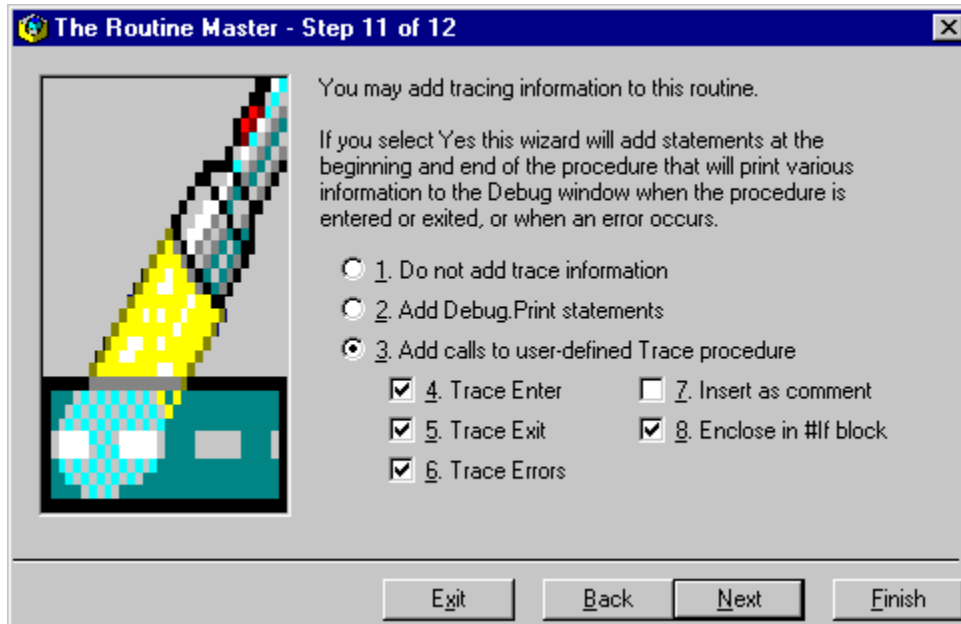 The Routine Master - Step 11 of 12
You may add tracing information to this routine.
If you select Yes this wizard will add statements at the
beginning and end of the procedure that will print various
information to the Debug window when the procedure is
entered or exited, or when an error occurs.
1. Do not add trace information
2. Add Debug.Print statements
3. Add calls to user-defined Trace procedure
4. Trace Enter
7. Insert as comment
5. Trace Exit
8. Enclose in #If block
6. Trace Errors
Exit
Back
Next
Finish